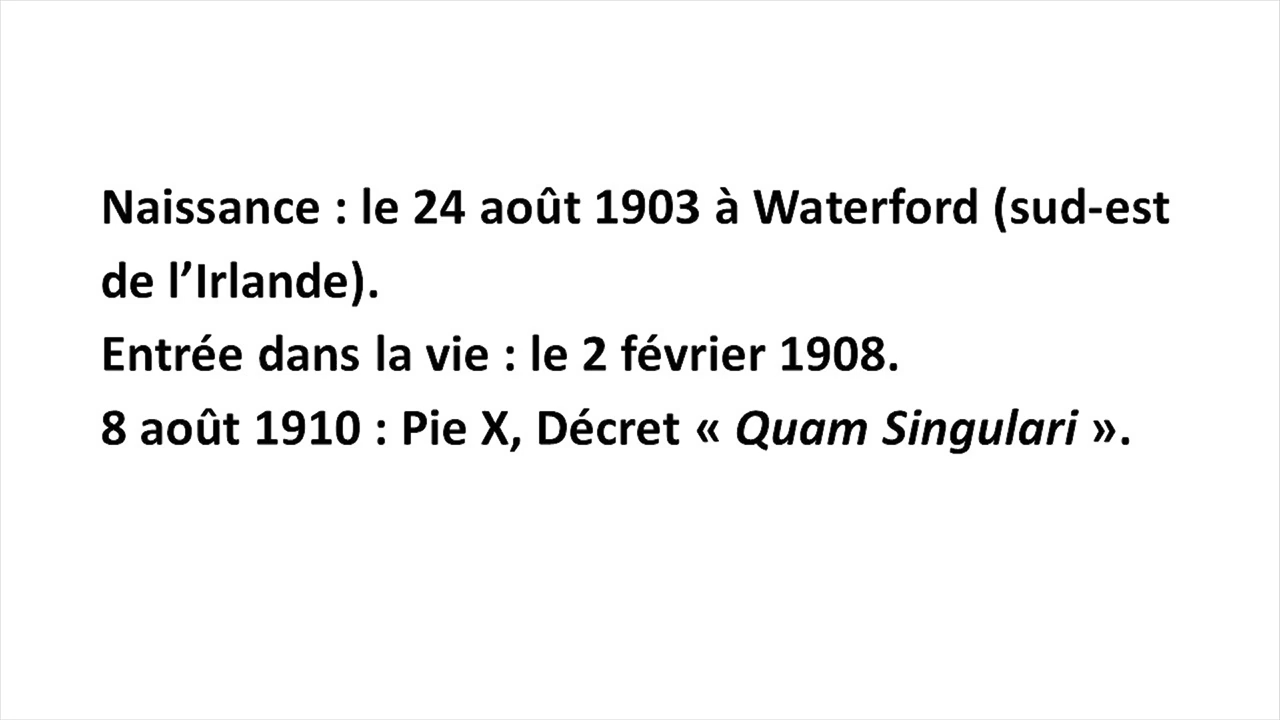 Naissance : le 24 août 1903 à Waterford (sud-est
de l’Irlande).
Entrée dans la vie : le 2 février 1908.
8 août 1910 : Pie X, Décret « Quam Singulari ».